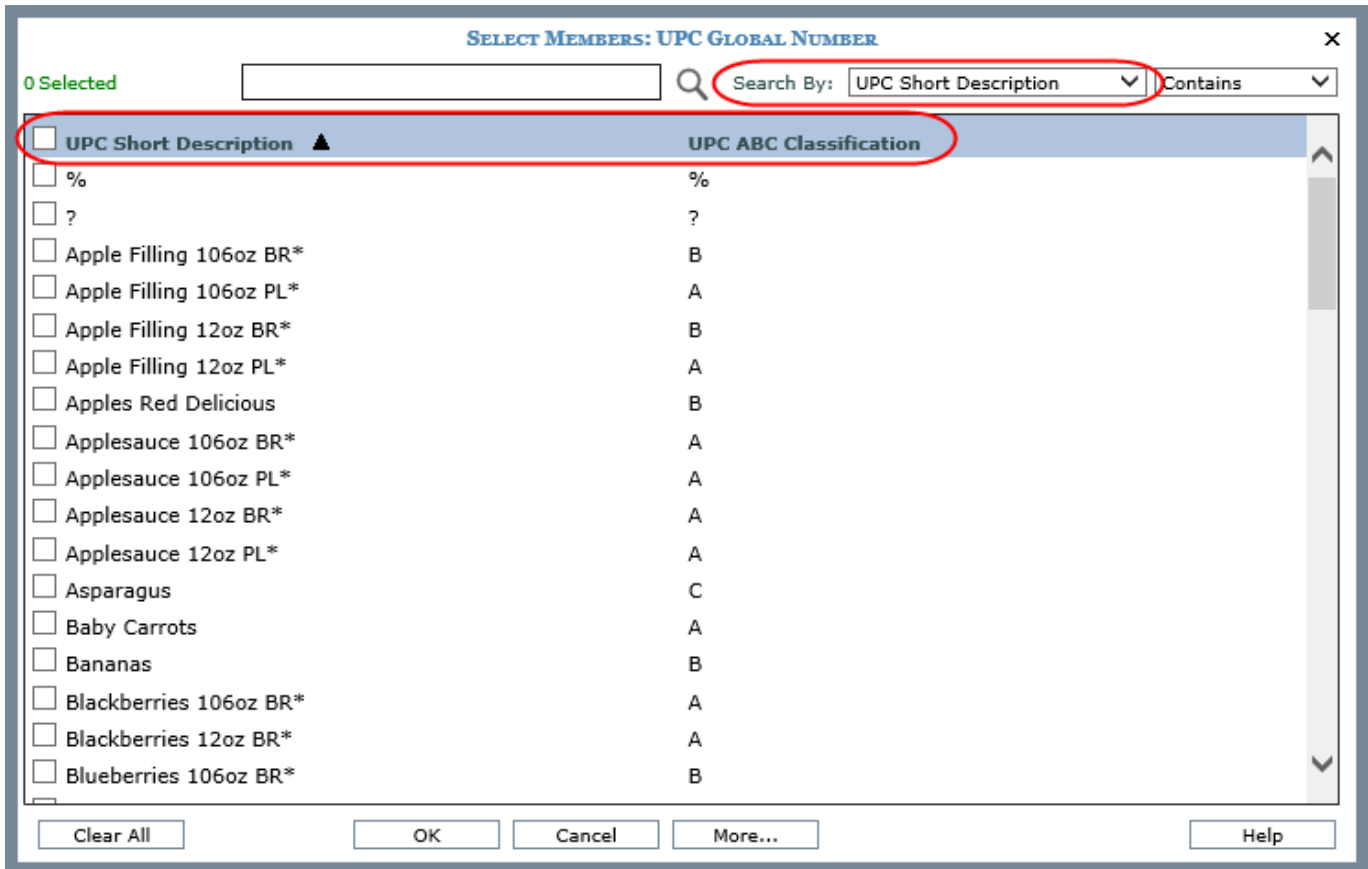 SELECT MEMBERS: UPC GLOBAL NUMBER
0 Selected Search By: UPC Short Description Contains
UPC Short Description ▲ UPC ABC Classification
% %
? ?
Apple Filling 106oz BR* B
Apple Filling 106oz PL* A
Apple Filling 12oz BR* B
Apple Filling 12oz PL* A
Apples Red Delicious B
Applesauce 106oz BR* A
Applesauce 106oz PL* A
Applesauce 12oz BR* A
Applesauce 12oz PL* A
Asparagus C
Baby Carrots A
Bananas B
Blackberries 106oz BR* A
Blackberries 12oz BR* A
Blueberries 106oz BR* B
Clear All OK Cancel More... Help